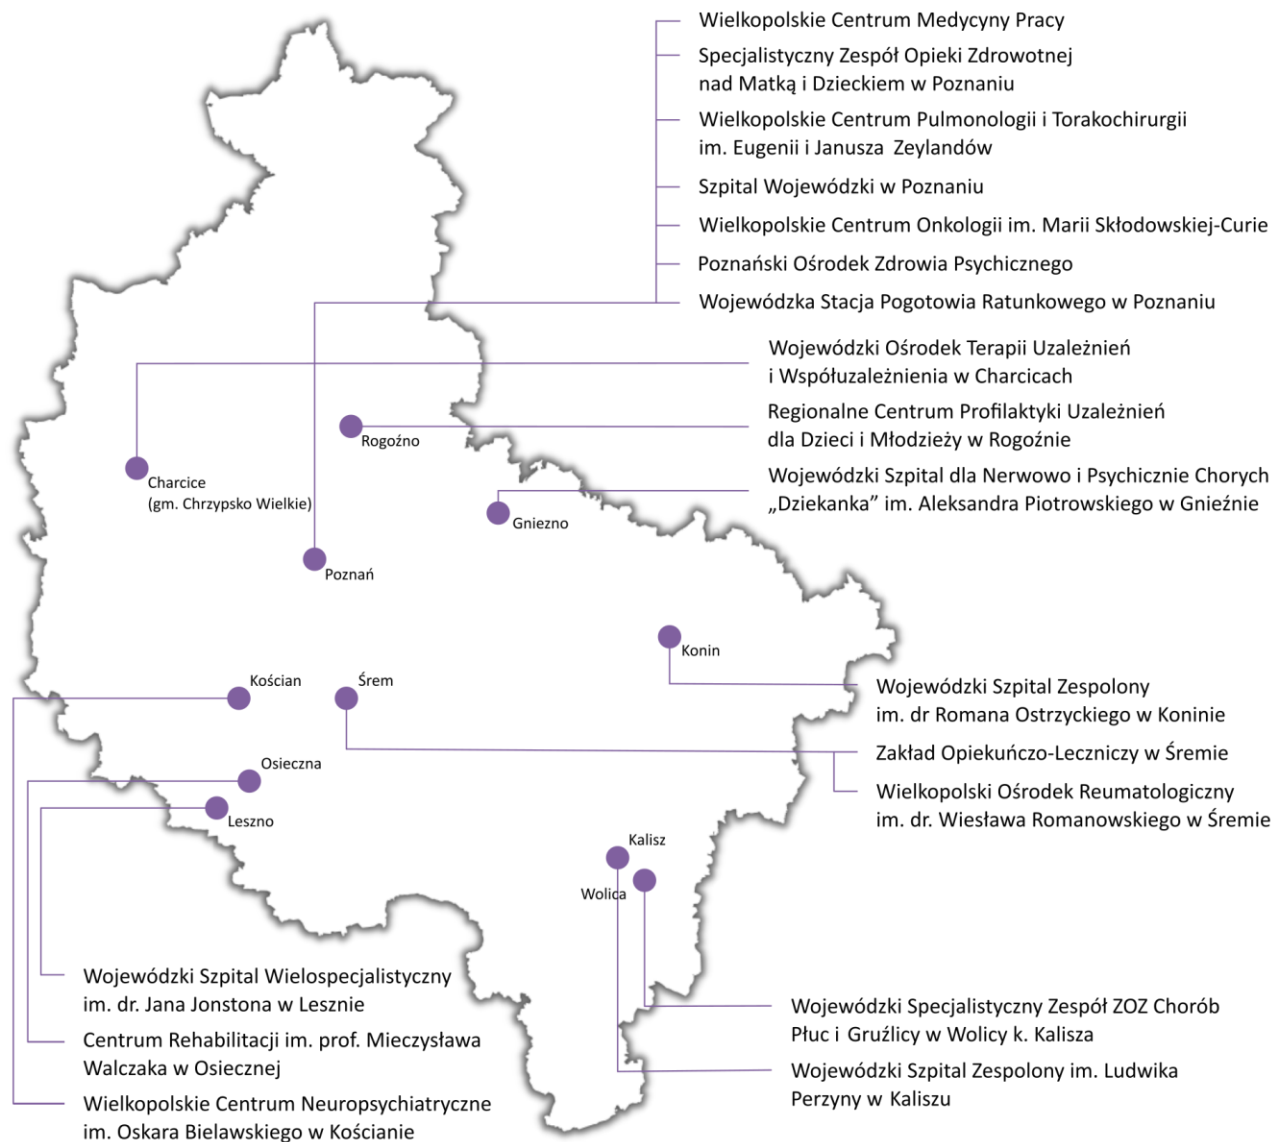 Wielkopolskie Centrum Medycyny Pracy
Specjalistyczny Zespół Opieki Zdrowotnej
nad Matką i Dzieckiem w Poznaniu
Wielkopolskie Centrum Pulmonologii i Torakochirurgii
im. Eugenii i Janusza Zeylandów
Szpital Wojewódzki w Poznaniu
Wielkopolskie Centrum Onkologii im. Marii Skłodowskiej-Curie
Poznański Ośrodek Zdrowia Psychicznego
Wojewódzka Stacja Pogotowia Ratunkowego w Poznaniu
Wojewódzki Ośrodek Terapii Uzależnień
i Współuzależnienia w Charcicach
Regionalne Centrum Profilaktyki Uzależnień
dla Dzieci i Młodzieży w Rogoźnie
Wojewódzki Szpital dla Nerwowo i Psychicznie Chorych
„Dziekanka” im. Aleksandra Piotrowskiego w Gnieźnie
Rogoźno
Charcice
(gm. Chrzypsko Wielkie)
Gniezno
Poznań
Konin
Kościan
Śrem
Osieczna
Leszno
Kalisz
Wolica
Wojewódzki Szpital Zespolony
im. dr Romana Ostrzyckiego w Koninie
Zakład Opiekuńczo-Leczniczy w Śremie
Wielkopolski Ośrodek Reumatologiczny
im. dr. Wiesława Romanowskiego w Śremie
Wojewódzki Szpital Wielospecjalistyczny
im. dr. Jana Jonstona w Lesznie
Centrum Rehabilitacji im. prof. Mieczysława
Walczaka w Osiecznej
Wielkopolskie Centrum Neuropsychiatryczne
im. Oskara Bielawskiego w Kościanie
Wojewódzki Specjalistyczny Zespół ZOZ Chorób
Płuc i Gruźlicy w Wolicy k. Kalisza
Wojewódzki Szpital Zespolony im. Ludwika
Perzyny w Kaliszu